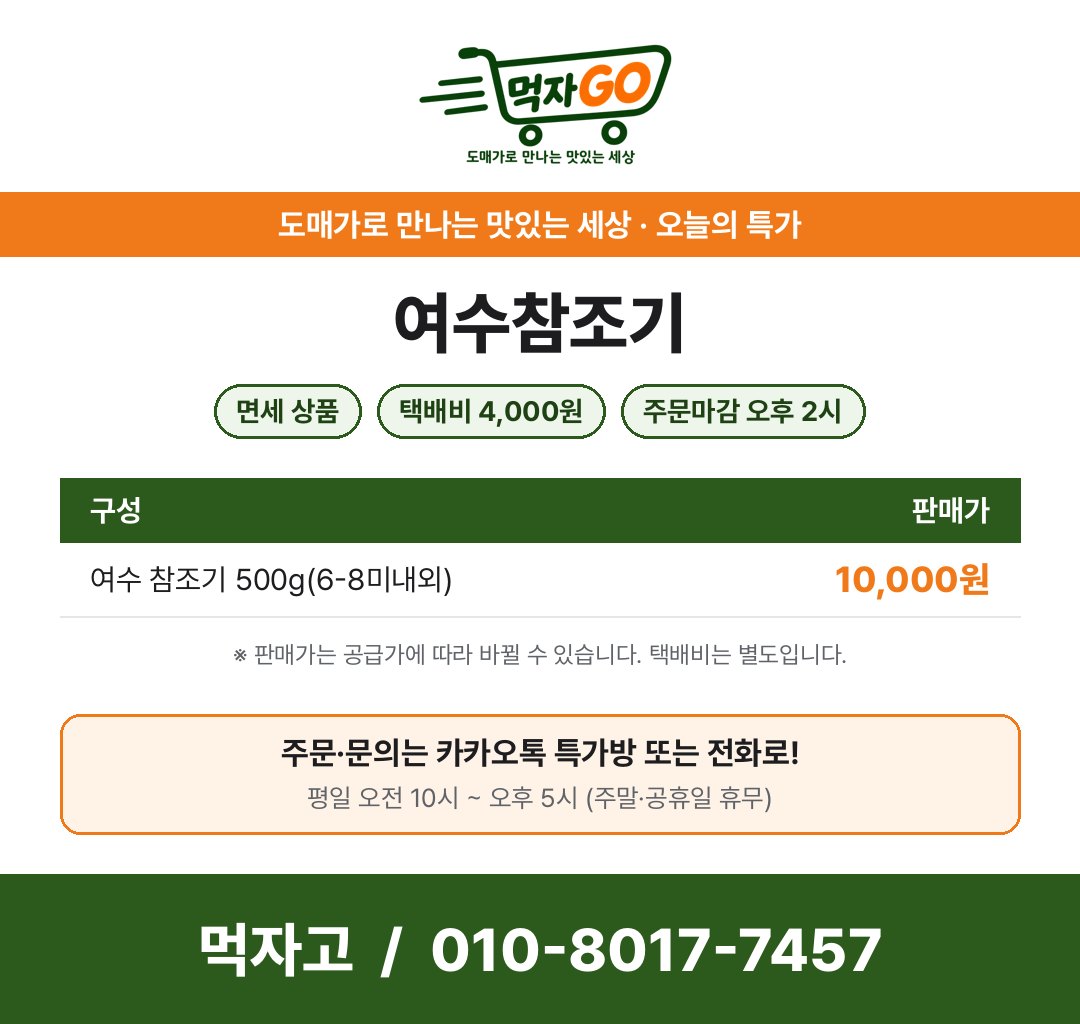 먹자GO
도매가로 만나는 맛있는 세상
도매가로 만나는 맛있는 세상 · 오늘의 특가
여수참조기
면세 상품 택배비 4,000원 주문마감 오후 2시
구성 판매가
여수 참조기 500g(6-8미내외) 10,000원
※ 판매가는 공급가에 따라 바뀔 수 있습니다. 택배비는 별도입니다.
주문·문의는 카카오톡 특가방 또는 전화로!
평일 오전 10시 ~ 오후 5시 (주말·공휴일 휴무)
먹자고 / 010-8017-7457